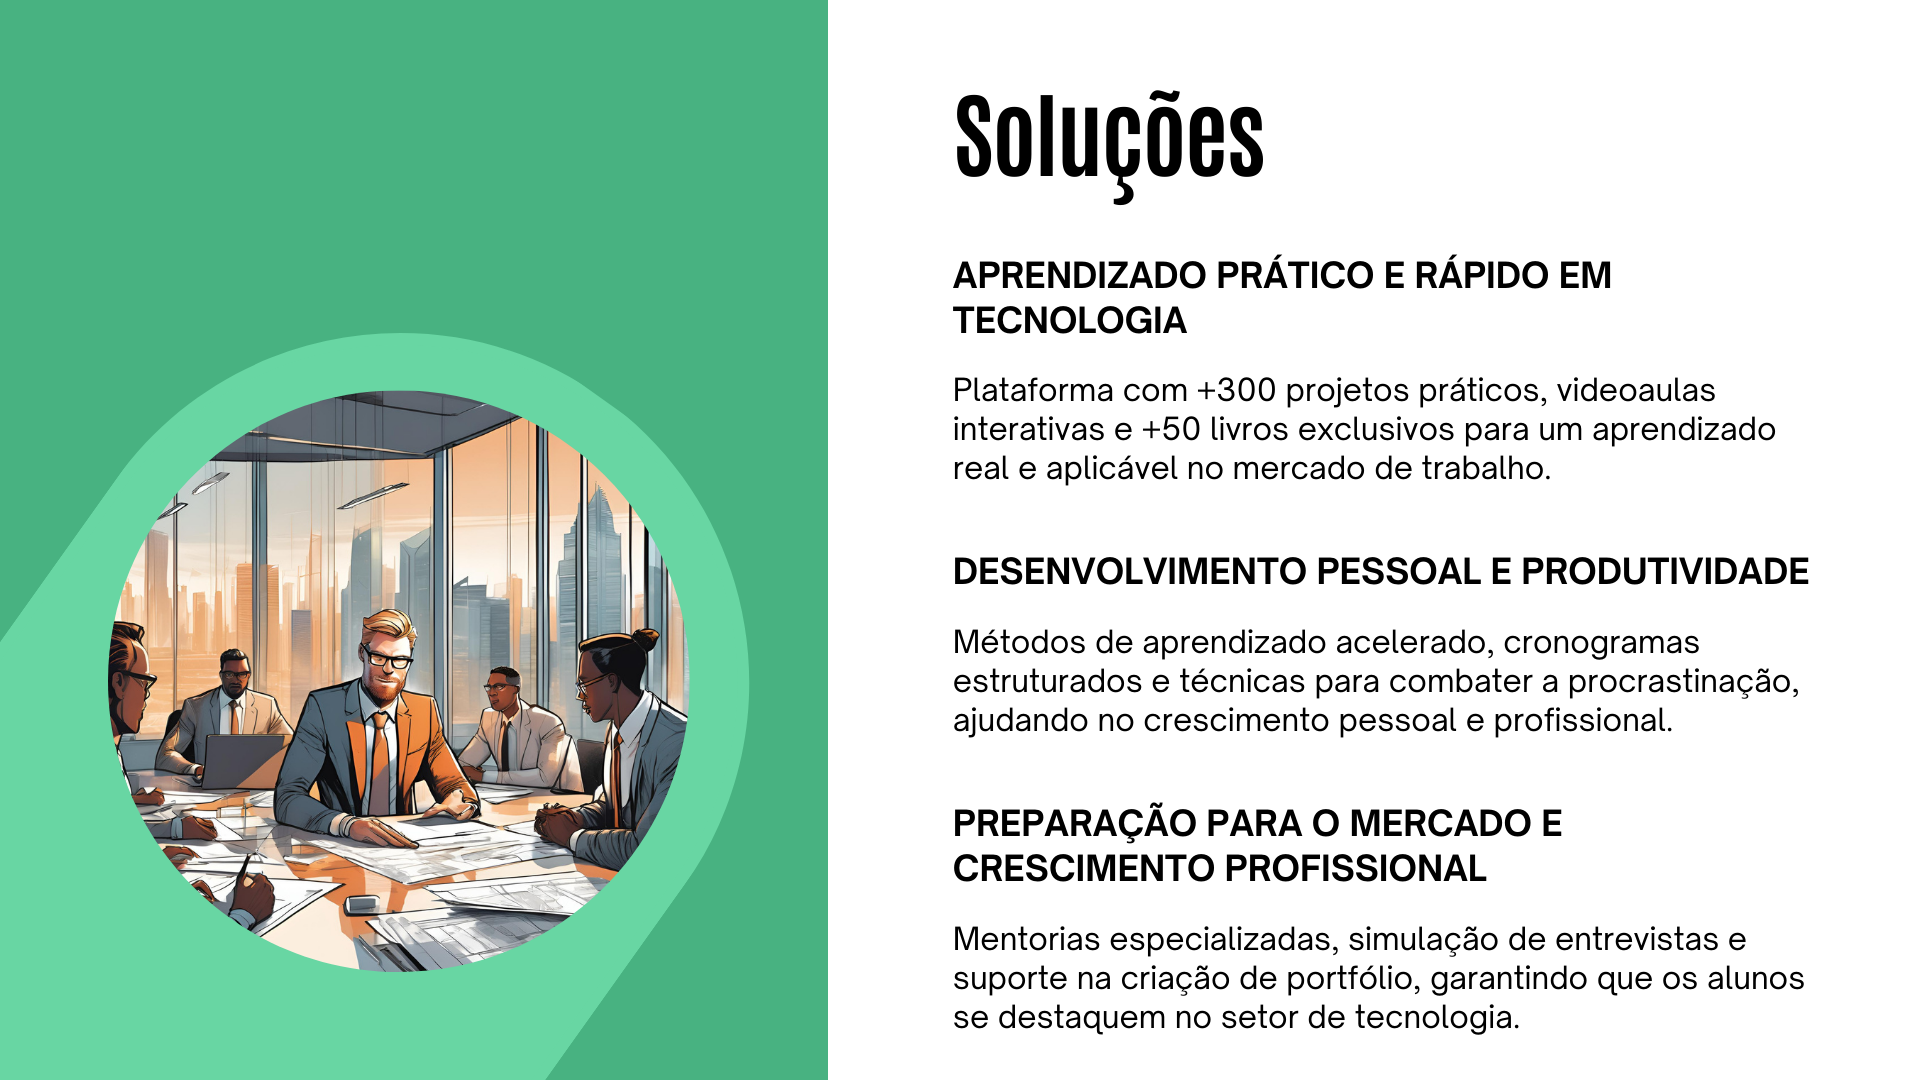 Soluções
APRENDIZADO PRÁTICO E RÁPIDO EM
TECNOLOGIA
Plataforma com +300 projetos práticos, videoaulas
interativas e +50 livros exclusivos para um aprendizado
real e aplicável no mercado de trabalho.
DESENVOLVIMENTO PESSOAL E PRODUTIVIDADE
Métodos de aprendizado acelerado, cronogramas
estruturados e técnicas para combater a procrastinação,
ajudando no crescimento pessoal e profissional.
PREPARAÇÃO PARA O MERCADO E
CRESCIMENTO PROFISSIONAL
Mentorias especializadas, simulação de entrevistas e
suporte na criação de portfólio, garantindo que os alunos
se destaquem no setor de tecnologia.